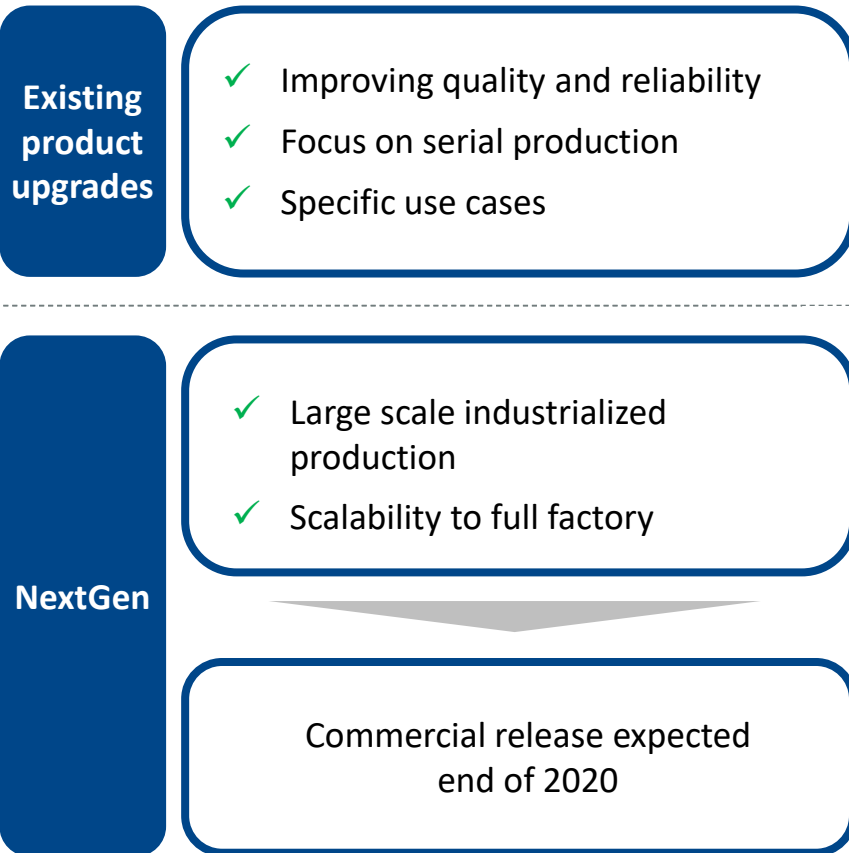 Existing
product
upgrades
✓ Improving quality and reliability
✓ Focus on serial production
✓ Specific use cases
NextGen
✓ Large scale industrialized
production
✓ Scalability to full factory
Commercial release expected
end of 2020